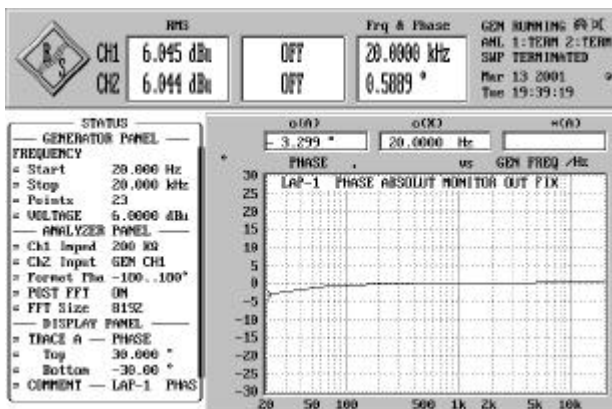 RMS
Frq & Phase
GEN RUNNING
CH1 6.045 dBu OFF 20.0000 kHz
ANL 1:TERM 2:TERM
SWP TERMINATED
CH2 6.044 dBu OFF 0.5889 °
Mar 13 2001
Tue 19:39:19
STATUS
GENERATOR PANEL
FREQUENCY
Start 20.000 Hz
Stop 20.000 kHz
Points 23
VOLTAGE 6.0000 dBu
ANALYZER PANEL
Ch1 Imped 200 KΩ
Ch2 Input GEN CH1
Format Pha -180..180°
POST FFT ON
FFT Size 8192
DISPLAY PANEL
TRACE A — PHASE
Top 30.000 °
Bottom -30.00 °
COMMENT — LAP-1 PHAS
o(A) o(X) *(A)
- 3.299 ° 20.0000 Hz
PHASE vs GEN FREQ /Hz
LAP-1 PHASE ABSOLUT MONITOR OUT FIX
°
30
25
20
15
10
5
0
-5
-10
-15
-20
-25
-30
20 50 100 500 1k 2k 5k 10k